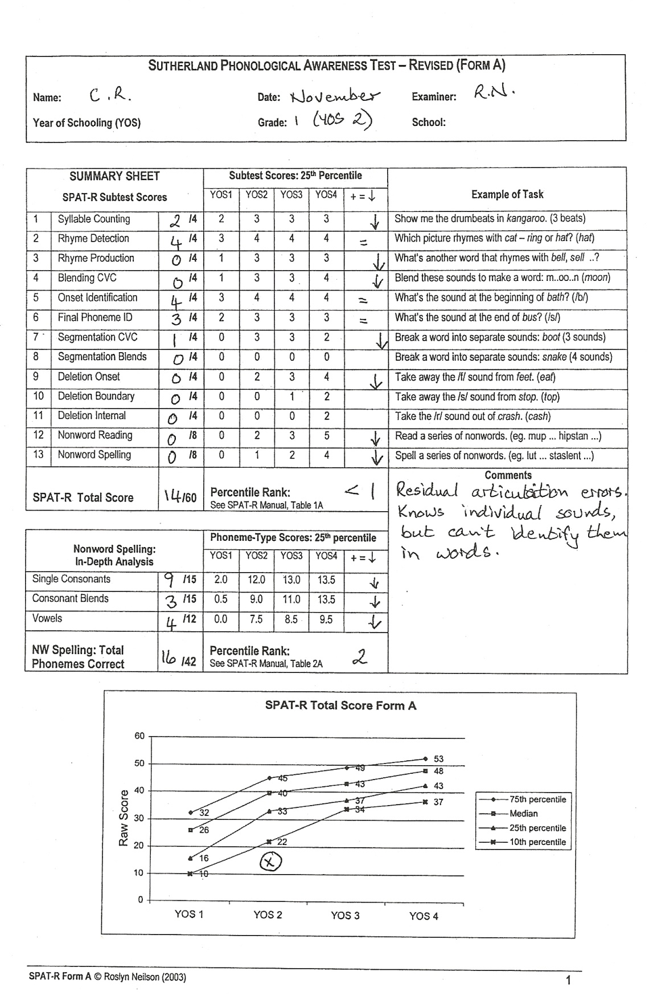 SUTHERLAND PHONOLOGICAL AWARENESS TEST – REVISED (FORM A)
Name: C.R. Date: November Examiner: R.N.
Year of Schooling (YOS) Grade: 1 (YOS 2) School:
SUMMARY SHEET Subtest Scores: 25th Percentile
SPAT-R Subtest Scores YOS1 YOS2 YOS3 YOS4 + = ↓ Example of Task
1 Syllable Counting 2 /4 2 3 3 3 ↓ Show me the drumbeats in kangaroo. (3 beats)
2 Rhyme Detection 4 /4 3 4 4 4 = Which picture rhymes with cat – ring or hat? (hat)
3 Rhyme Production 0 /4 1 3 3 3 ↓ What's another word that rhymes with bell, sell ..?
4 Blending CVC 0 /4 1 3 3 4 ↓ Blend these sounds to make a word: m..oo..n (moon)
5 Onset Identification 4 /4 3 4 4 4 = What's the sound at the beginning of bath? (/b/)
6 Final Phoneme ID 3 /4 2 3 3 3 = What's the sound at the end of bus? (/s/)
7 Segmentation CVC 1 /4 0 3 3 2 ↓ Break a word into separate sounds: boot (3 sounds)
8 Segmentation Blends 0 /4 0 0 0 0 Break a word into separate sounds: snake (4 sounds)
9 Deletion Onset 0 /4 0 2 3 4 ↓ Take away the /f/ sound from feet. (eat)
10 Deletion Boundary 0 /4 0 0 1 2 Take away the /s/ sound from stop. (top)
11 Deletion Internal 0 /4 0 0 0 2 Take the /r/ sound out of crash. (cash)
12 Nonword Reading 0 /8 0 2 3 5 ↓ Read a series of nonwords. (eg. mup ... hipstan ...)
13 Nonword Spelling 0 /8 0 1 2 4 ↓ Spell a series of nonwords. (eg. lut ... staslent ...)
SPAT-R Total Score 14/60 Percentile Rank: < 1
See SPAT-R Manual, Table 1A
Comments
Residual articulation errors.
Knows individual sounds,
but can't identify them
in words.
Nonword Spelling: Phoneme-Type Scores: 25th percentile
In-Depth Analysis YOS1 YOS2 YOS3 YOS4 + = ↓
Single Consonants 9 /15 2.0 12.0 13.0 13.5 ↓
Consonant Blends 3 /15 0.5 9.0 11.0 13.5 ↓
Vowels 4 /12 0.0 7.5 8.5 9.5 ↓
NW Spelling: Total Percentile Rank: 2
Phonemes Correct 16 /42 See SPAT-R Manual, Table 2A
SPAT-R Total Score Form A
Raw Score
60
50
40
30
20
10
0
53
49
48
45
43
43
40
37
37
34
33
32
26
22
16
10
X
YOS 1 YOS 2 YOS 3 YOS 4
75th percentile
Median
25th percentile
10th percentile
SPAT-R Form A © Roslyn Neilson (2003) 1